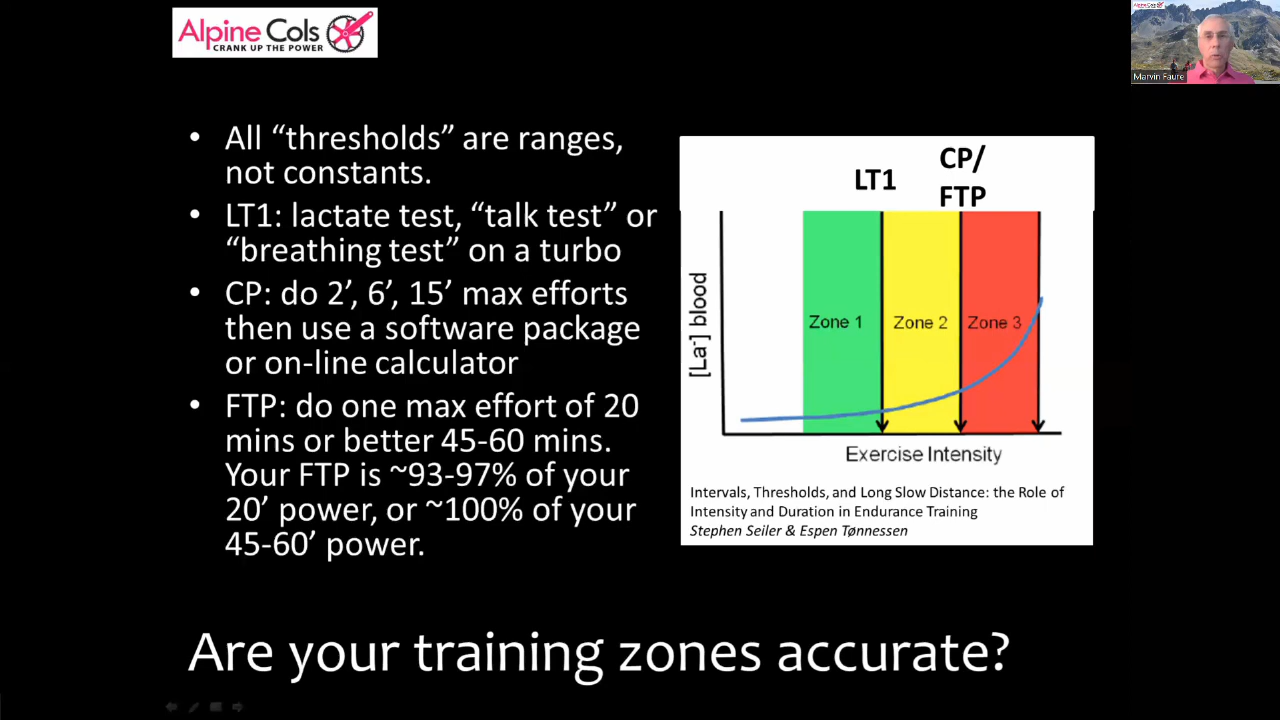 Alpine Cols
CRANK UP THE POWER
Alpine Cols
Marvin Faure
• All “thresholds” are ranges,
not constants.
• LT1: lactate test, “talk test” or
“breathing test” on a turbo
• CP: do 2’, 6’, 15’ max efforts
then use a software package
or on-line calculator
• FTP: do one max effort of 20
mins or better 45-60 mins.
Your FTP is ~93-97% of your
20’ power, or ~100% of your
45-60’ power.
LT1
CP/
FTP
[La-] blood
Zone 1
Zone 2
Zone 3
Exercise Intensity
Intervals, Thresholds, and Long Slow Distance: the Role of
Intensity and Duration in Endurance Training
Stephen Seiler & Espen Tønnessen
Are your training zones accurate?